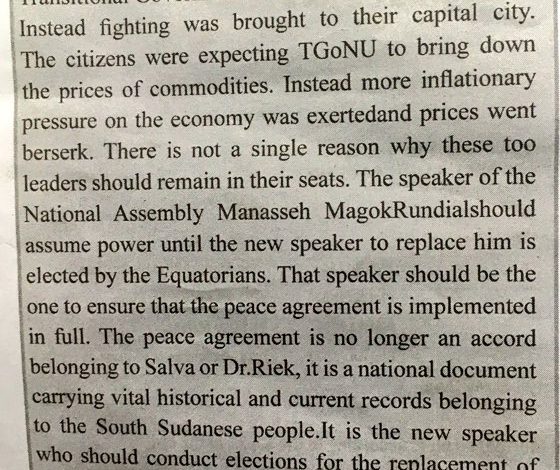 Instead fighting was brought to their capital city.
The citizens were expecting TGoNU to bring down
the prices of commodities. Instead more inflationary
pressure on the economy was exertedand prices went
berserk. There is not a single reason why these too
leaders should remain in their seats. The speaker of the
National Assembly Manasseh MagokRundialshould
assume power until the new speaker to replace him is
elected by the Equatorians. That speaker should be the
one to ensure that the peace agreement is implemented
in full. The peace agreement is no longer an accord
belonging to Salva or Dr.Riek, it is a national document
carrying vital historical and current records belonging
to the South Sudanese people.It is the new speaker
who should conduct elections for the replacement of